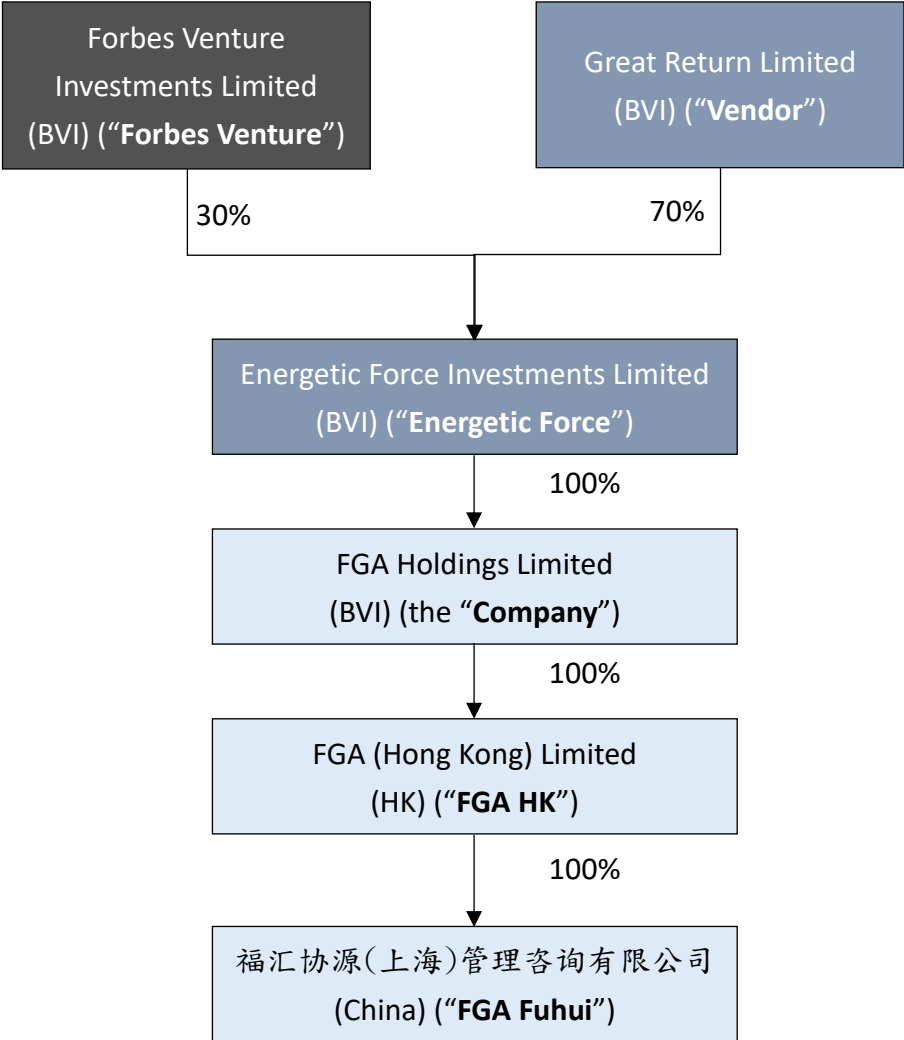 Forbes Venture
Investments Limited
(BVI) (“Forbes Venture”)
Great Return Limited
(BVI) (“Vendor”)
30%
70%
Energetic Force Investments Limited
(BVI) (“Energetic Force”)
100%
FGA Holdings Limited
(BVI) (the “Company”)
100%
FGA (Hong Kong) Limited
(HK) (“FGA HK”)
100%
福汇协源(上海)管理咨询有限公司
(China) (“FGA Fuhui”)